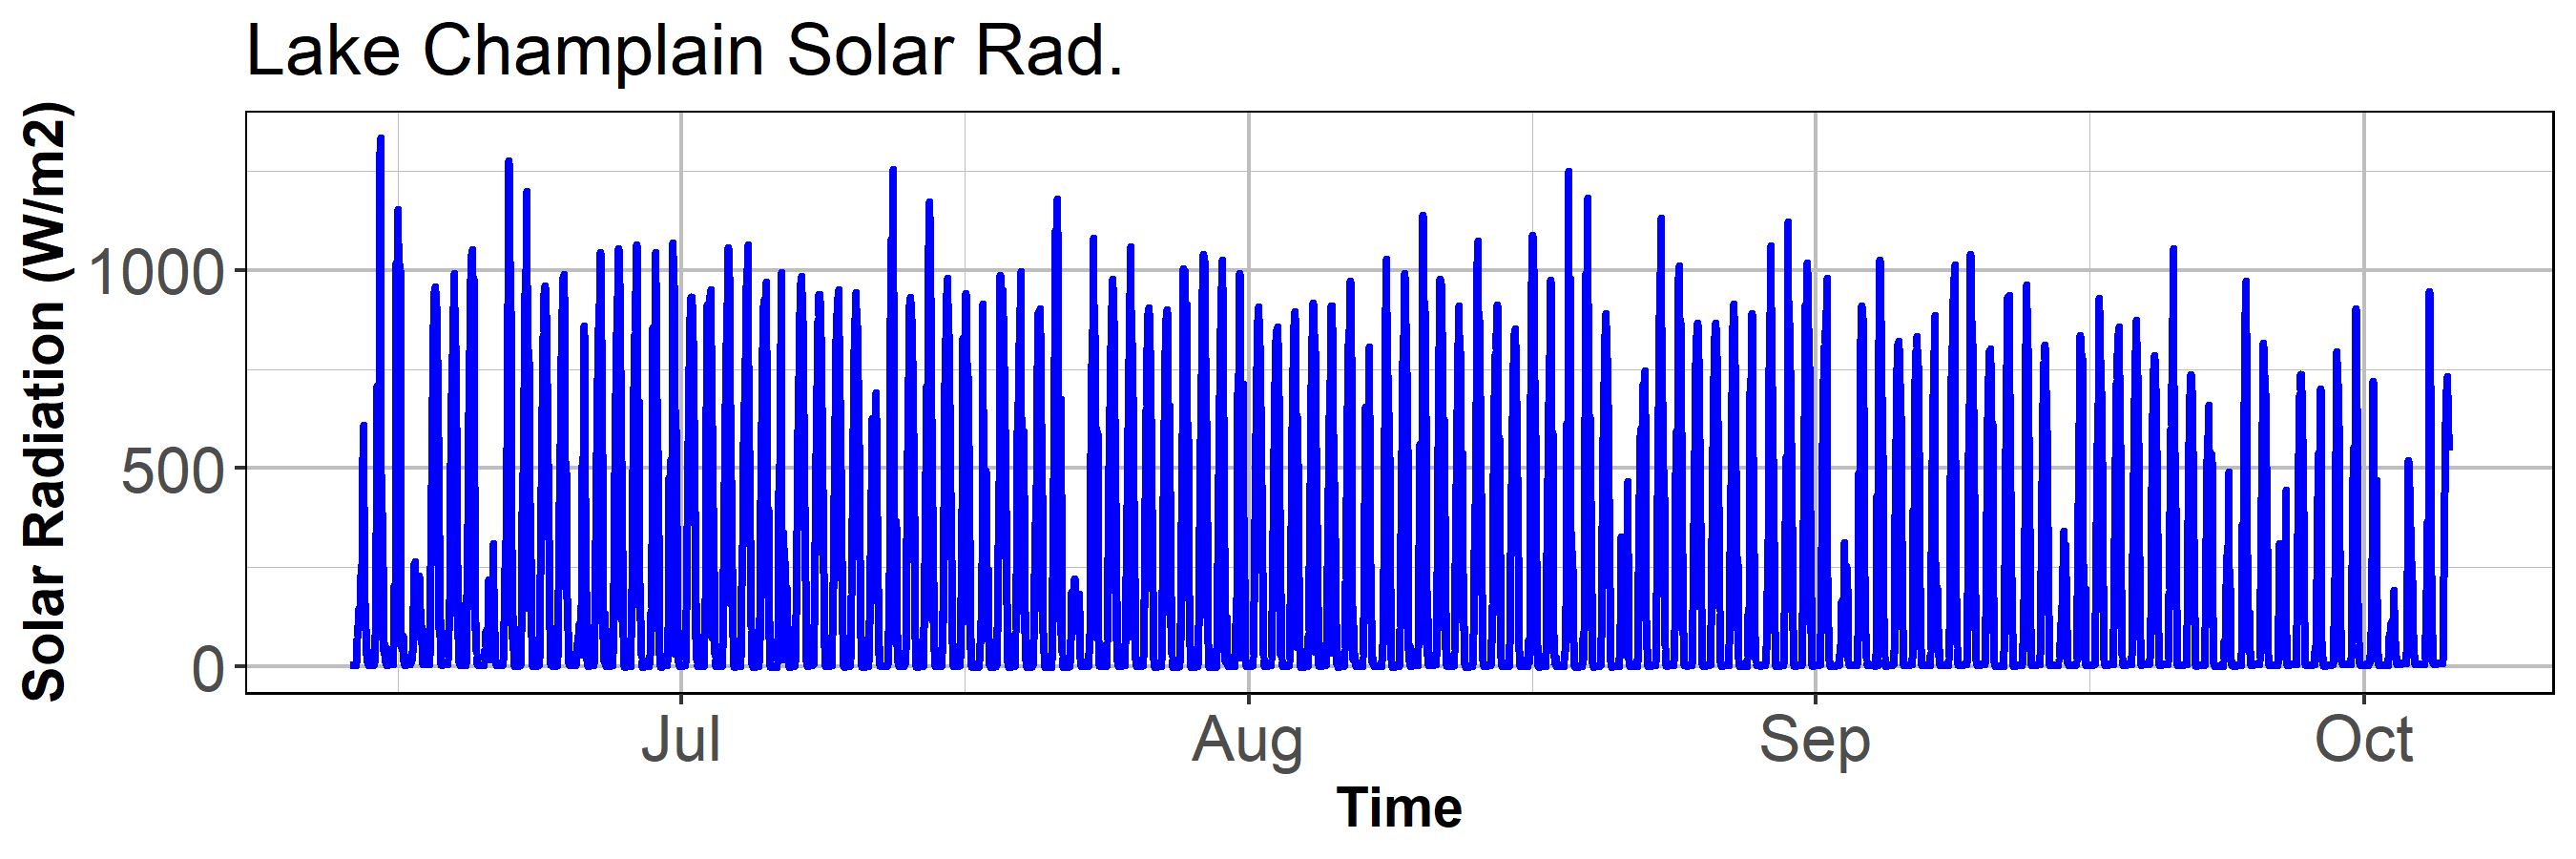 Lake Champlain Solar Rad.
Solar Radiation (W/m2)
1000
500
0
Jul Aug Sep Oct
Time